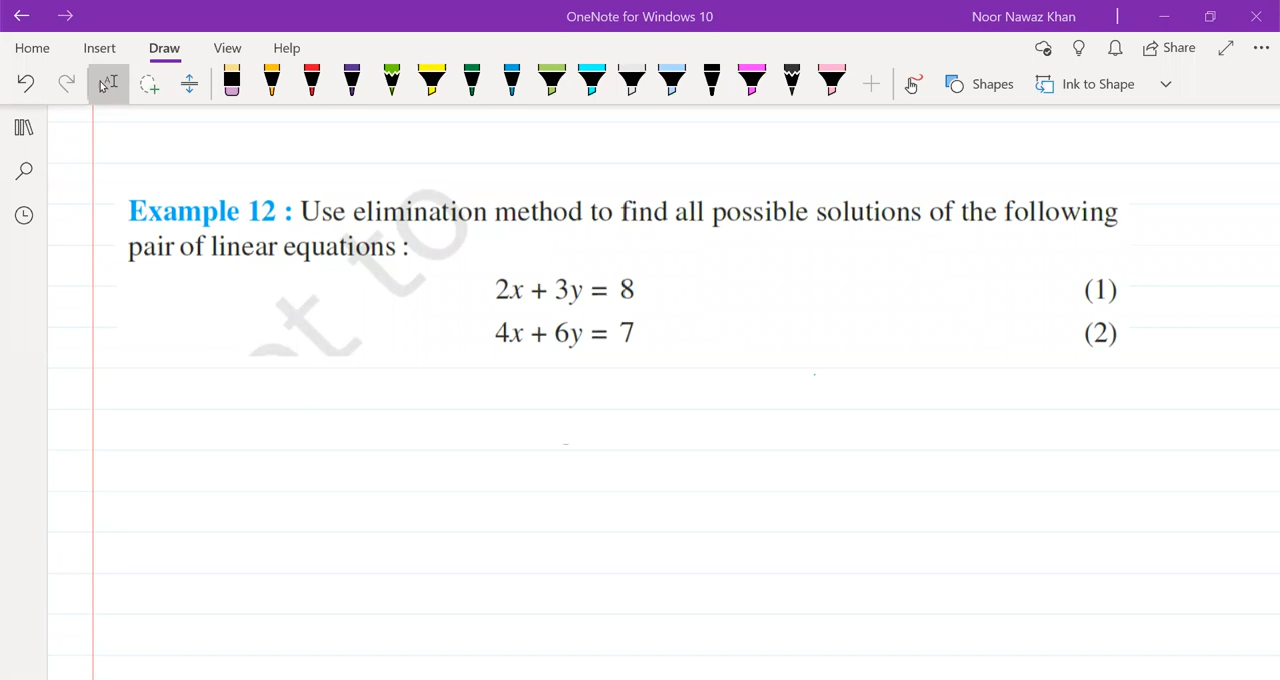 OneNote for Windows 10
Noor Nawaz Khan
Home Insert Draw View Help
Share
Shapes
Ink to Shape
Example 12 : Use elimination method to find all possible solutions of the following
pair of linear equations :
2x + 3y = 8 (1)
4x + 6y = 7 (2)
t to